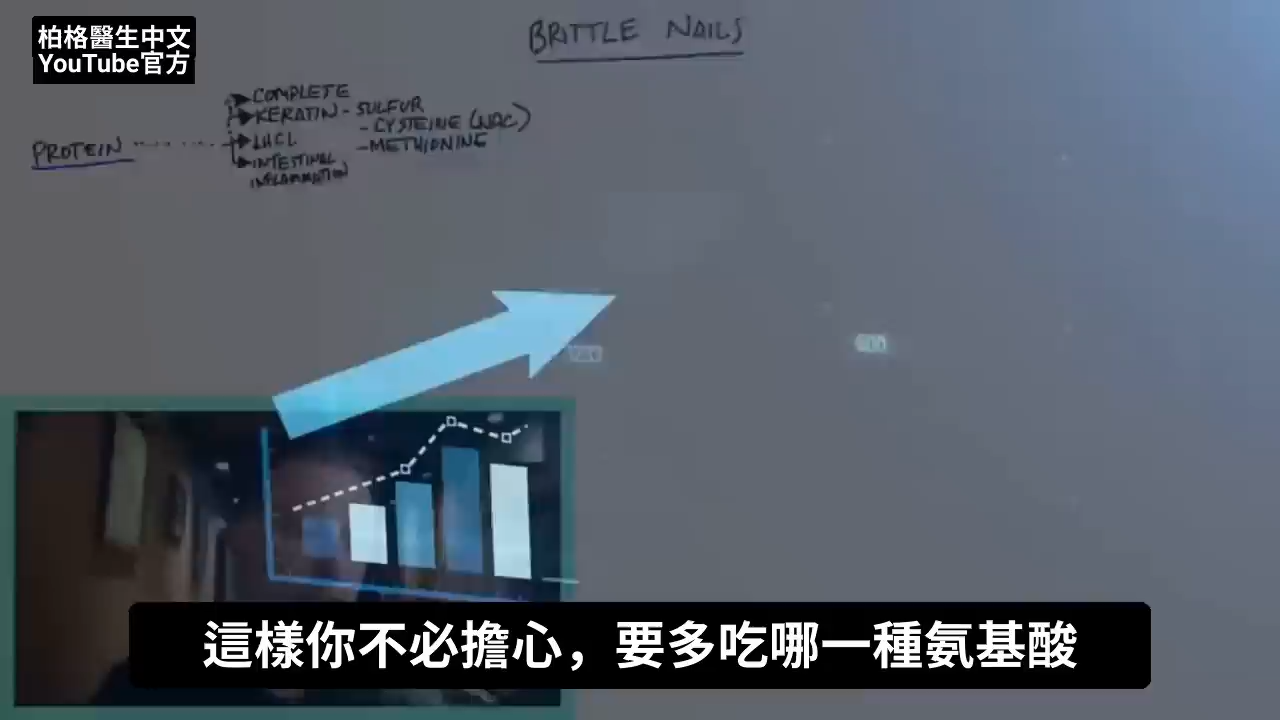 柏格醫生中文
YouTube官方
BRITTLE NAILS
COMPLETE
KERATIN - SULFUR
- CYSTEINE (NAC)
PROTEIN
↓HCL
- METHIONINE
INTESTINAL
INFLAMMATION
這樣你不必擔心，要多吃哪一種氨基酸